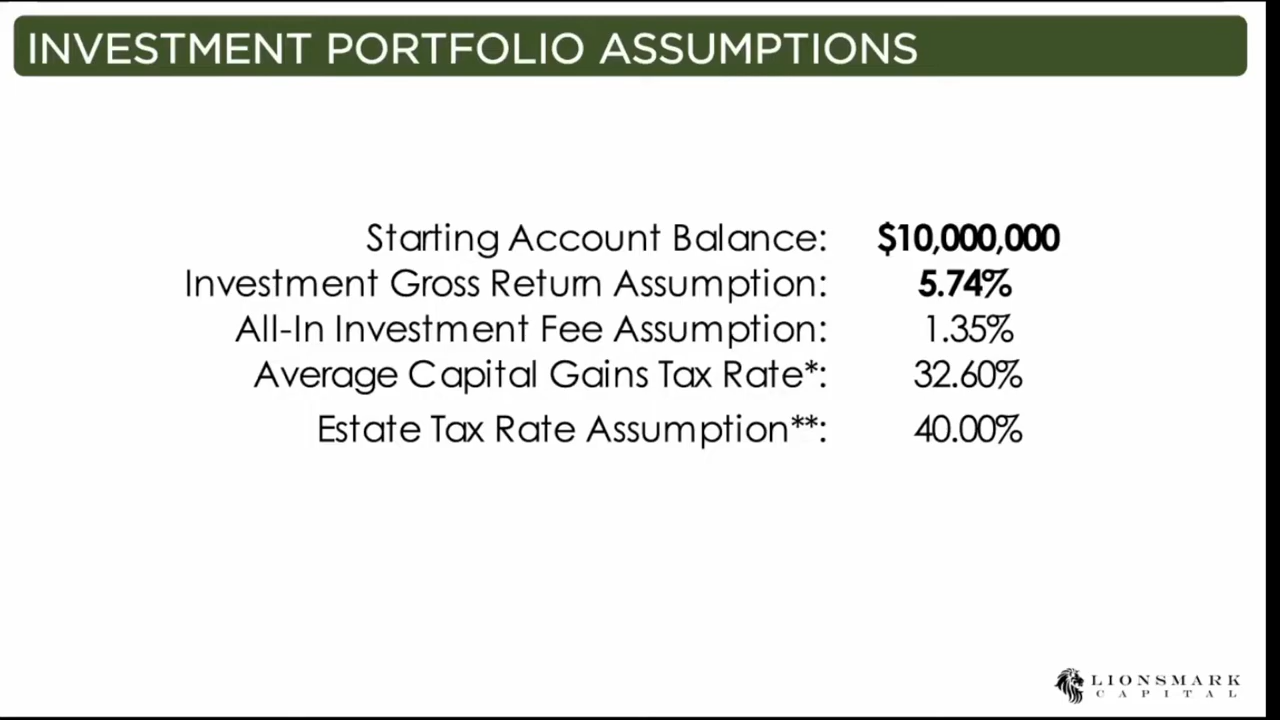 INVESTMENT PORTFOLIO ASSUMPTIONS
Starting Account Balance: $10,000,000
Investment Gross Return Assumption: 5.74%
All-In Investment Fee Assumption: 1.35%
Average Capital Gains Tax Rate*: 32.60%
Estate Tax Rate Assumption**: 40.00%
LIONSMARK
CAPITAL